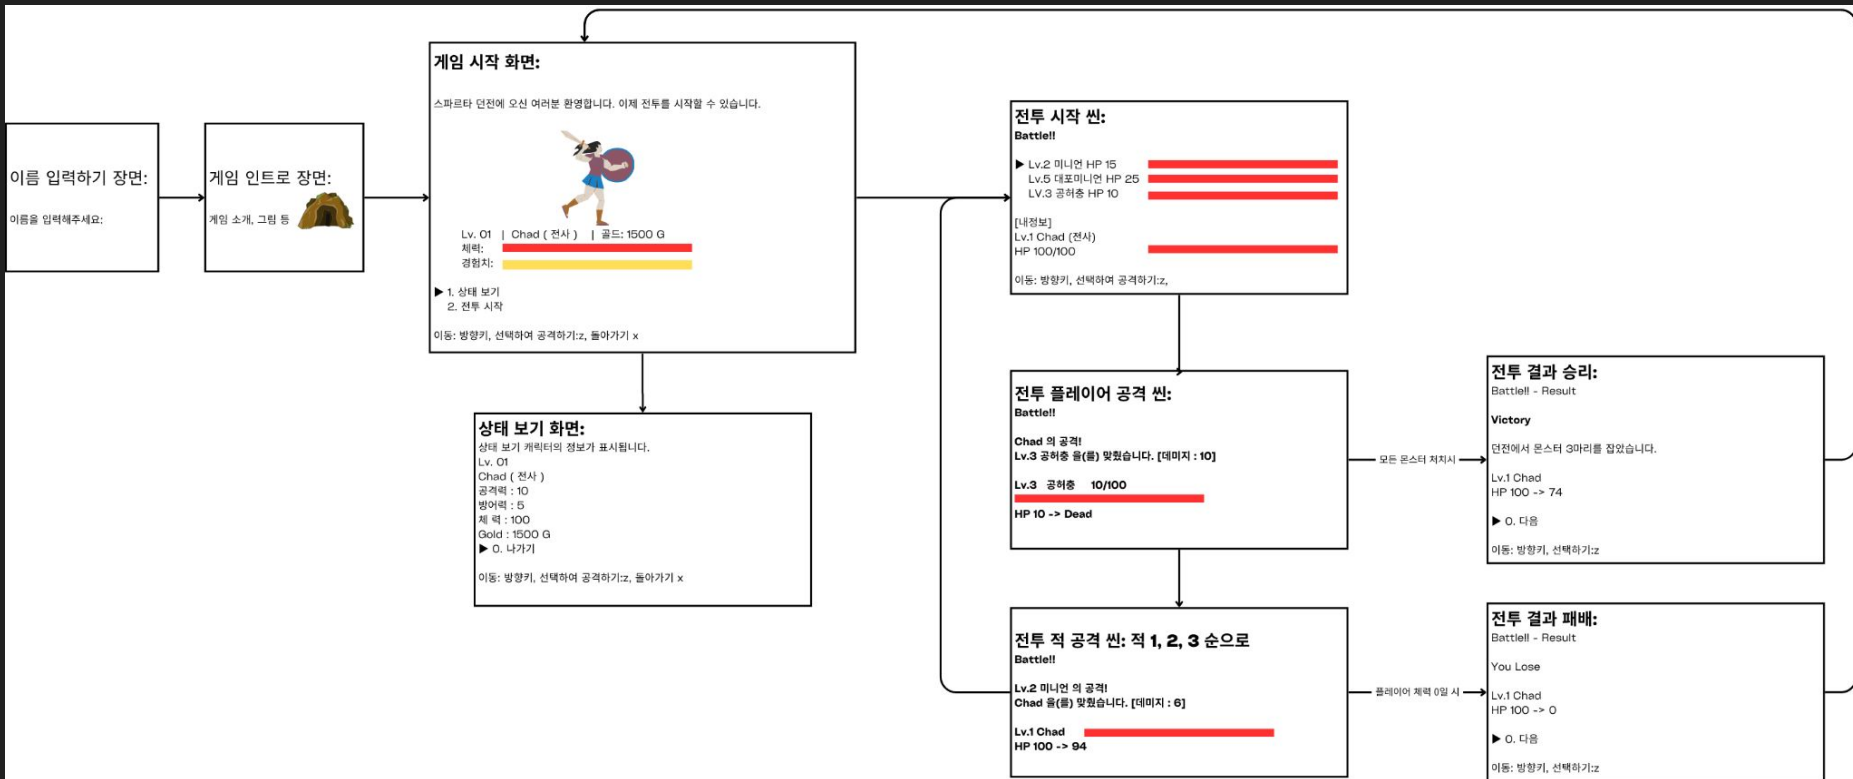 이름 입력하기 장면:
이름을 입력해주세요:
게임 인트로 장면:
게임 소개, 그림 등
게임 시작 화면:
스파르타 던전에 오신 여러분 환영합니다. 이제 전투를 시작할 수 있습니다.
Lv. 01 | Chad ( 전사 ) | 골드: 1500 G
체력:
경험치:
▶ 1. 상태 보기
2. 전투 시작
이동: 방향키, 선택하여 공격하기:z, 돌아가기 x
상태 보기 화면:
상태 보기 캐릭터의 정보가 표시됩니다.
Lv. 01
Chad ( 전사 )
공격력 : 10
방어력 : 5
체 력 : 100
Gold : 1500 G
▶ 0. 나가기
이동: 방향키, 선택하여 공격하기:z, 돌아가기 x
전투 시작 씬:
Battle!!
▶ Lv.2 미니언 HP 15
Lv.5 대포미니언 HP 25
LV.3 공허충 HP 10
[내정보]
Lv.1 Chad (전사)
HP 100/100
이동: 방향키, 선택하여 공격하기:z,
전투 플레이어 공격 씬:
Battle!!
Chad 의 공격!
Lv.3 공허충 을(를) 맞췄습니다. [데미지 : 10]
Lv.3 공허충 10/100
HP 10 -> Dead
모든 몬스터 처치시
전투 결과 승리:
Battle!! - Result
Victory
던전에서 몬스터 3마리를 잡았습니다.
Lv.1 Chad
HP 100 -> 74
▶ 0. 다음
이동: 방향키, 선택하기:z
전투 적 공격 씬: 적 1, 2, 3 순으로
Battle!!
Lv.2 미니언 의 공격!
Chad 을(를) 맞췄습니다. [데미지 : 6]
Lv.1 Chad
HP 100 -> 94
플레이어 체력 0일 시
전투 결과 패배:
Battle!! - Result
You Lose
Lv.1 Chad
HP 100 -> 0
▶ 0. 다음
이동: 방향키, 선택하기:z